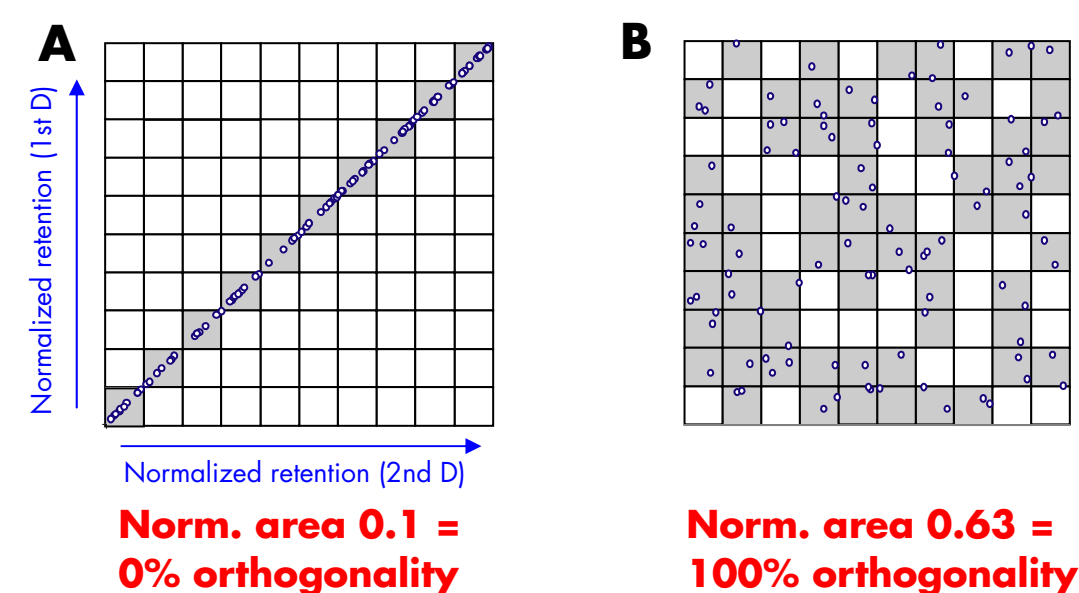 A
B
Normalized retention (1st D)
Normalized retention (2nd D)
Norm. area 0.1 =
0% orthogonality
Norm. area 0.63 =
100% orthogonality